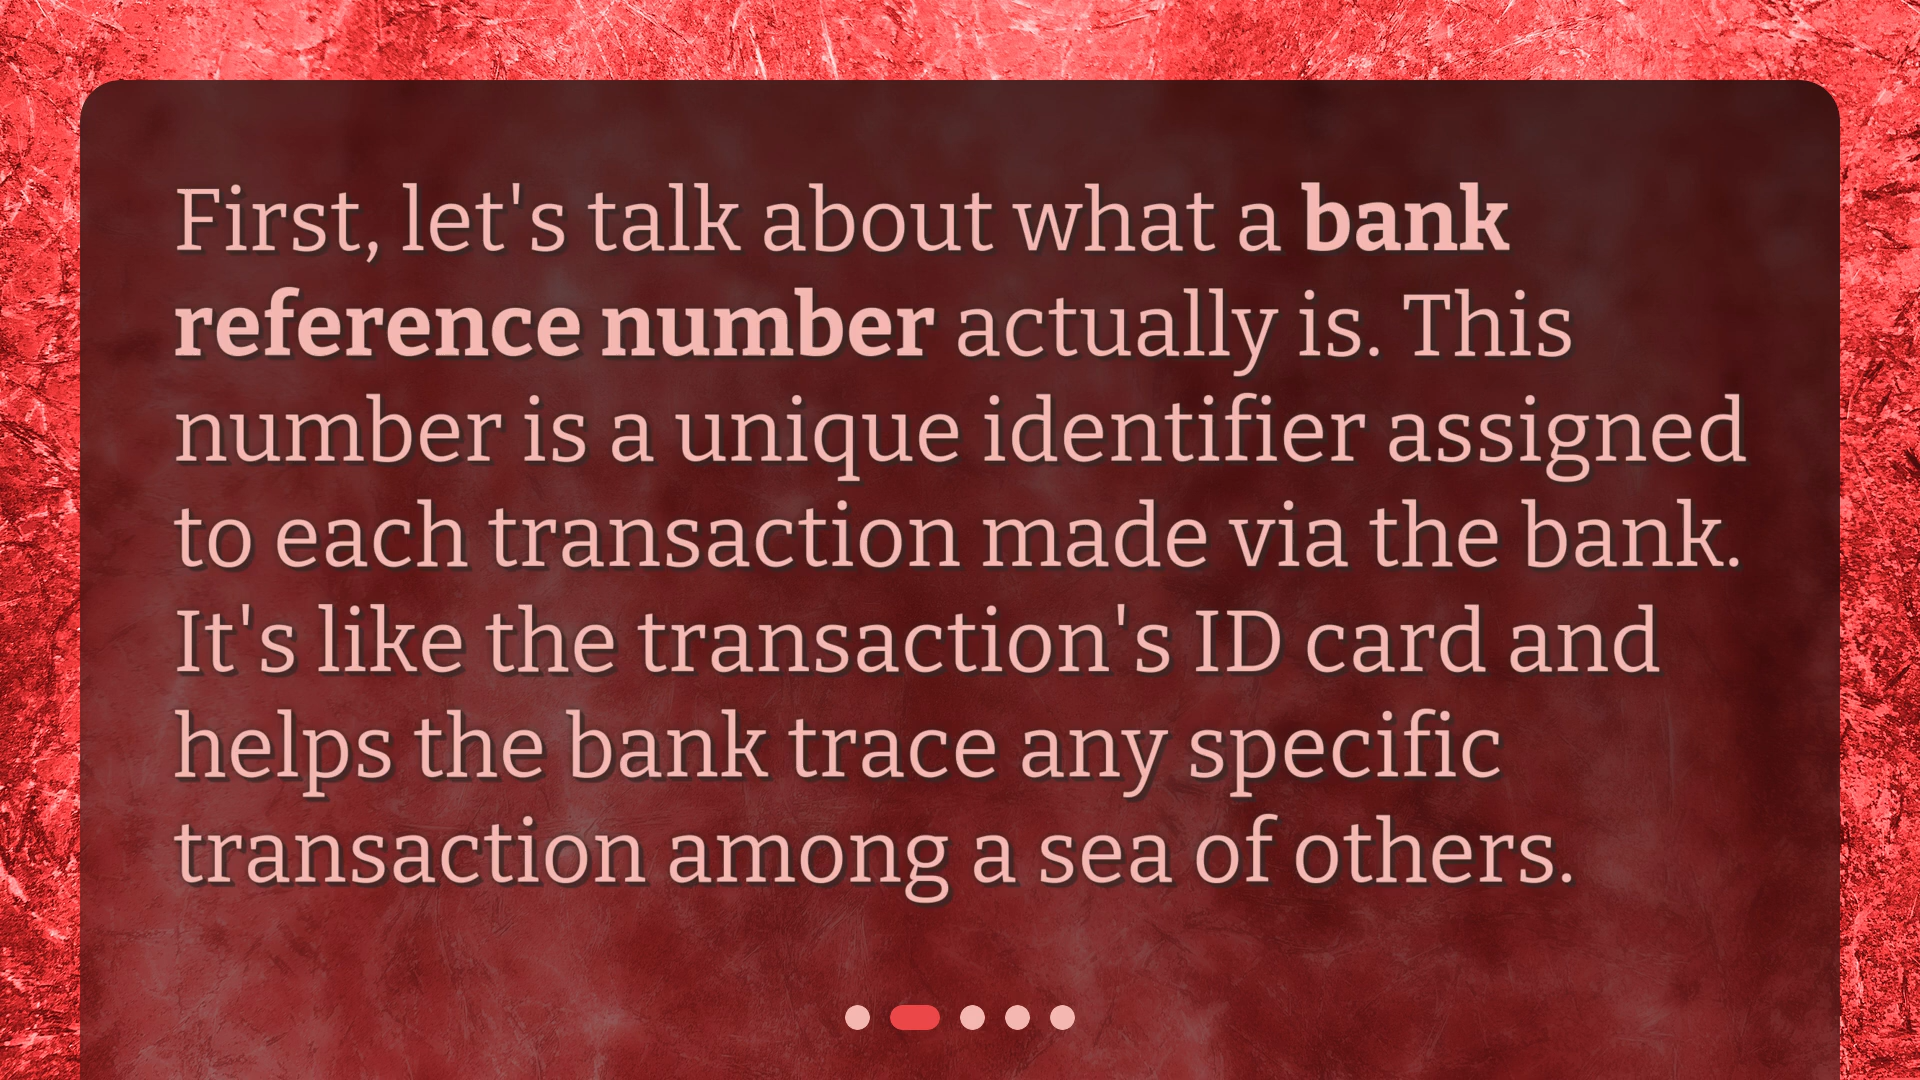 First, let's talk about what a bank
reference number actually is. This
number is a unique identifier assigned
to each transaction made via the bank.
It's like the transaction's ID card and
helps the bank trace any specific
transaction among a sea of others.